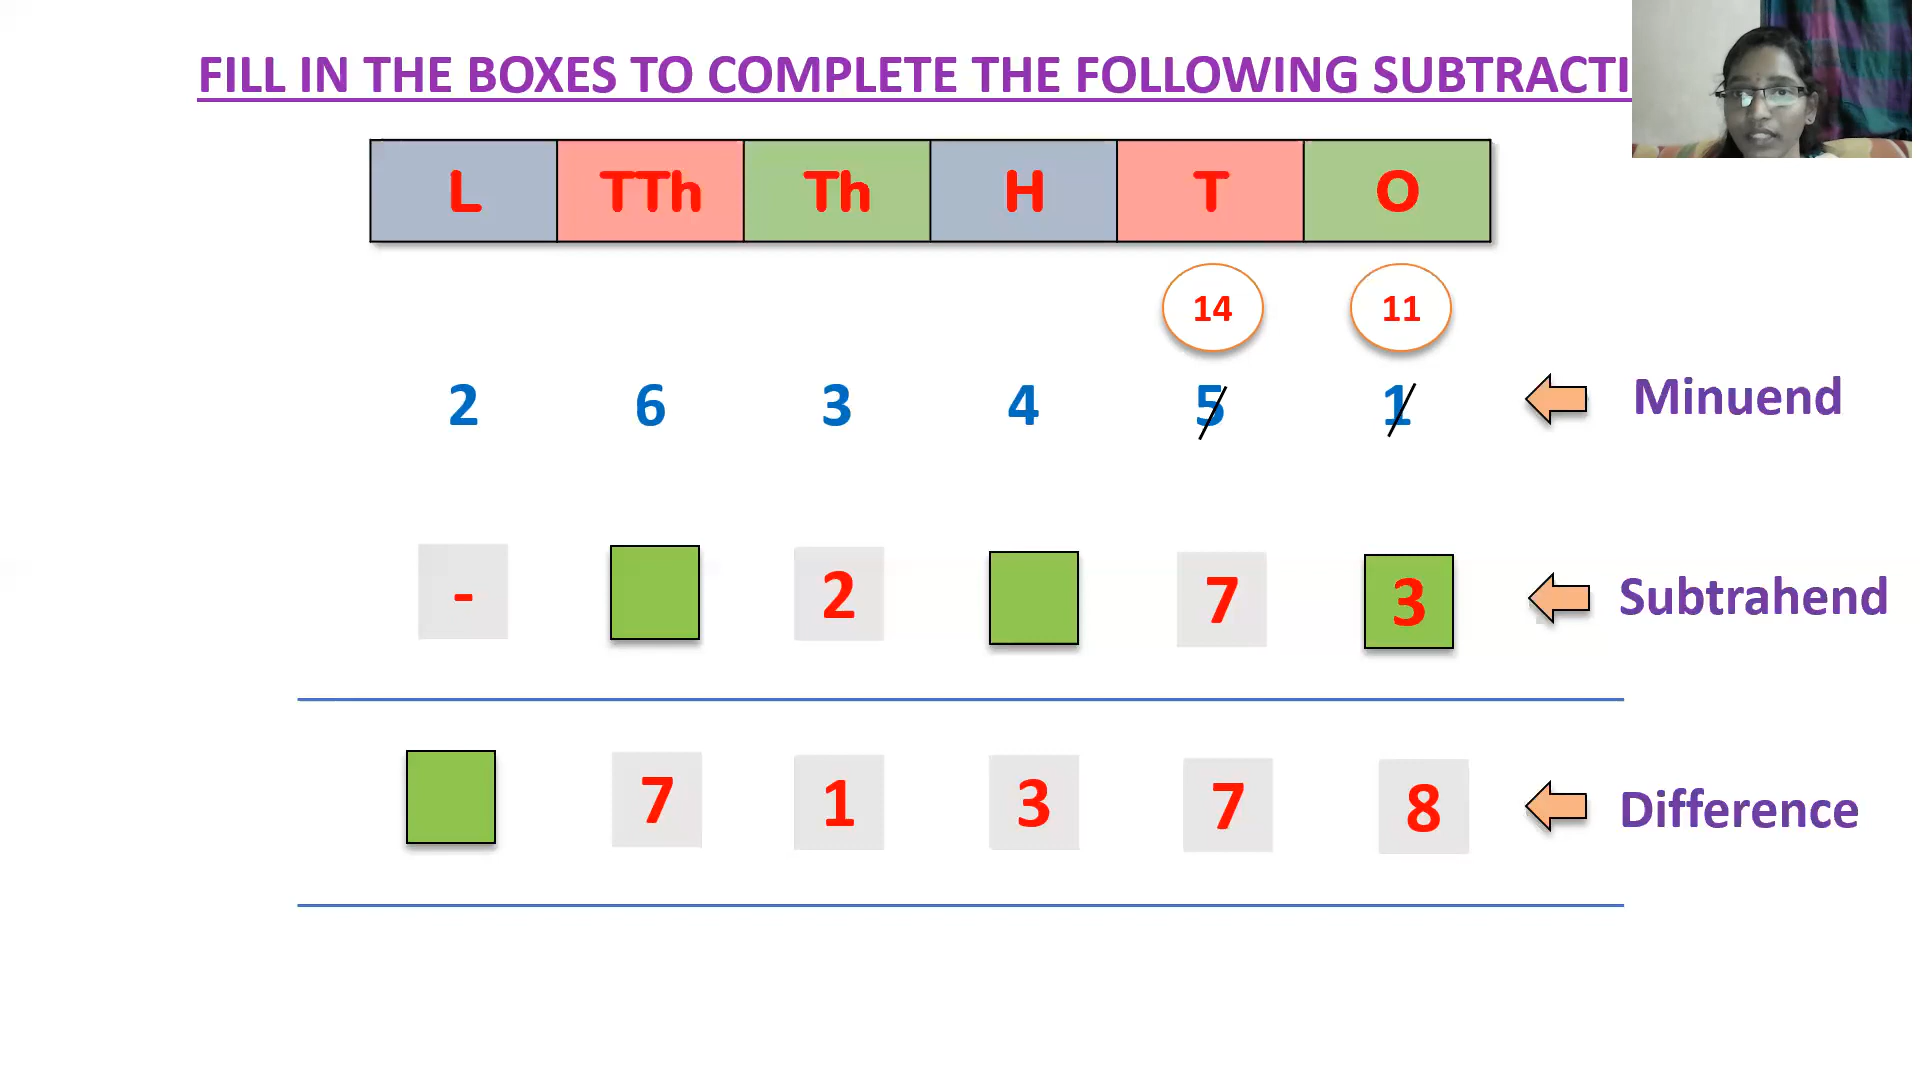 FILL IN THE BOXES TO COMPLETE THE FOLLOWING SUBTRACTI
L TTh Th H T O
14 11
2 6 3 4 5 1 Minuend
- 2 7 3 Subtrahend
7 1 3 7 8 Difference